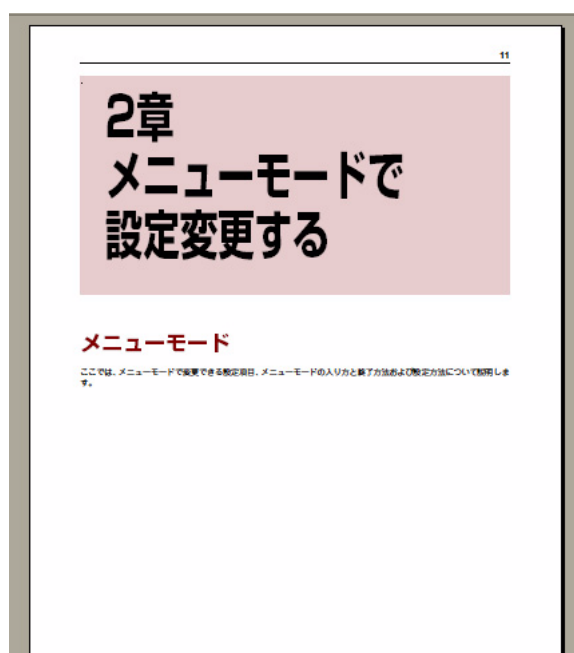 11
2章
メニューモードで
設定変更する
メニューモード
ここでは、メニューモードで変更できる設定項目、メニューモードの入り方と終了方法および設定方法について説明しま
す。